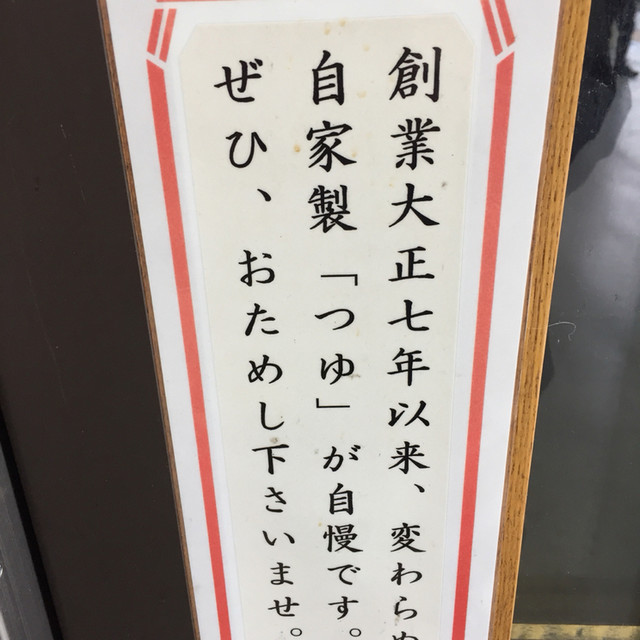 創業大正七年以来、変わらぬ
自家製「つゆ」が自慢です。
ぜひ、おためし下さいませ。